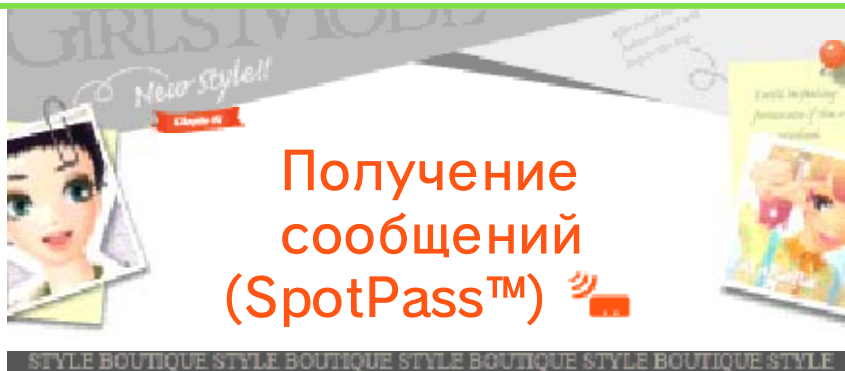 GIRLS MODE
New Style!!
Получение
сообщений
(SpotPass™)
STYLE BOUTIQUE STYLE BOUTIQUE STYLE BOUTIQUE STYLE BOUTIQUE STYLE